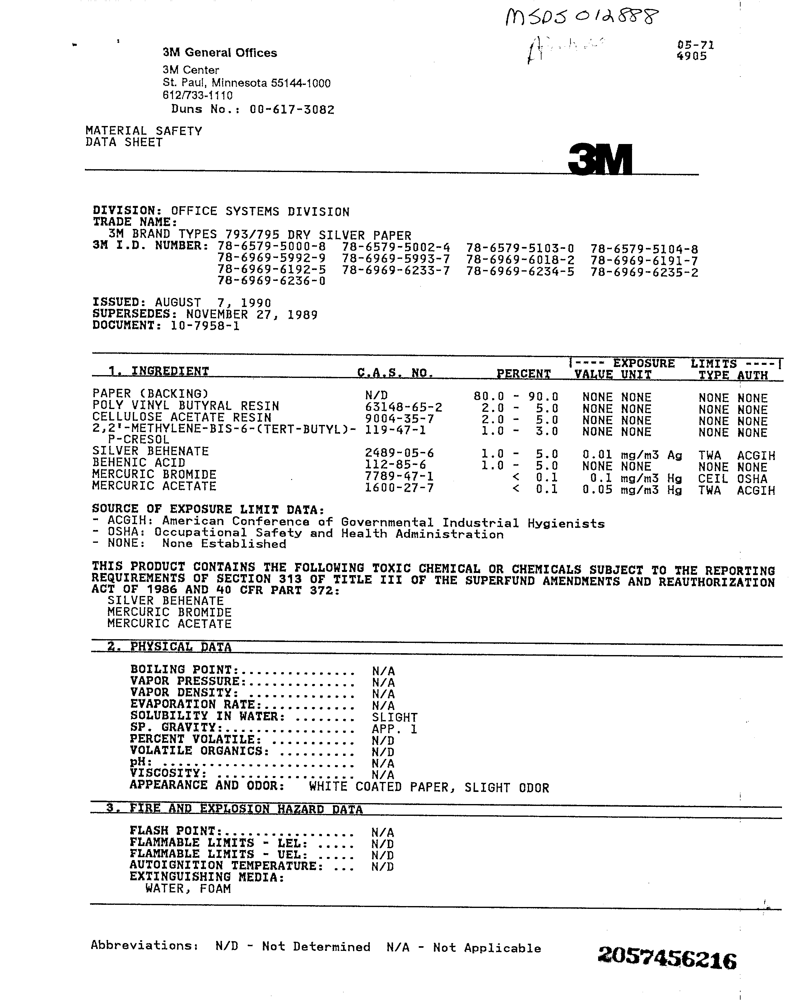 MSDS 012888
05-71
4905
3M General Offices
3M Center
St. Paul, Minnesota 55144-1000
612/733-1110
Duns No.: 00-617-3082
MATERIAL SAFETY
DATA SHEET
3M
DIVISION: OFFICE SYSTEMS DIVISION
TRADE NAME:
3M BRAND TYPES 793/795 DRY SILVER PAPER
3M I.D. NUMBER: 78-6579-5000-8 78-6579-5002-4 78-6579-5103-0 78-6579-5104-8
78-6969-5992-9 78-6969-5993-7 78-6969-6018-2 78-6969-6191-7
78-6969-6192-5 78-6969-6233-7 78-6969-6234-5 78-6969-6235-2
78-6969-6236-0
ISSUED: AUGUST 7, 1990
SUPERSEDES: NOVEMBER 27, 1989
DOCUMENT: 10-7958-1
|---- EXPOSURE LIMITS ----|
1. INGREDIENT C.A.S. NO. PERCENT VALUE UNIT TYPE AUTH
PAPER (BACKING) N/D 80.0 - 90.0 NONE NONE NONE NONE
POLY VINYL BUTYRAL RESIN 63148-65-2 2.0 - 5.0 NONE NONE NONE NONE
CELLULOSE ACETATE RESIN 9004-35-7 2.0 - 5.0 NONE NONE NONE NONE
2,2'-METHYLENE-BIS-6-(TERT-BUTYL)- 119-47-1 1.0 - 3.0 NONE NONE NONE NONE
P-CRESOL
SILVER BEHENATE 2489-05-6 1.0 - 5.0 0.01 mg/m3 Ag TWA ACGIH
BEHENIC ACID 112-85-6 1.0 - 5.0 NONE NONE NONE NONE
MERCURIC BROMIDE 7789-47-1 < 0.1 0.1 mg/m3 Hg CEIL OSHA
MERCURIC ACETATE 1600-27-7 < 0.1 0.05 mg/m3 Hg TWA ACGIH
SOURCE OF EXPOSURE LIMIT DATA:
- ACGIH: American Conference of Governmental Industrial Hygienists
- OSHA: Occupational Safety and Health Administration
- NONE: None Established
THIS PRODUCT CONTAINS THE FOLLOWING TOXIC CHEMICAL OR CHEMICALS SUBJECT TO THE REPORTING
REQUIREMENTS OF SECTION 313 OF TITLE III OF THE SUPERFUND AMENDMENTS AND REAUTHORIZATION
ACT OF 1986 AND 40 CFR PART 372:
SILVER BEHENATE
MERCURIC BROMIDE
MERCURIC ACETATE
2. PHYSICAL DATA
BOILING POINT:............... N/A
VAPOR PRESSURE:.............. N/A
VAPOR DENSITY: .............. N/A
EVAPORATION RATE:............ N/A
SOLUBILITY IN WATER: ........ SLIGHT
SP. GRAVITY:................. APP. 1
PERCENT VOLATILE: ........... N/D
VOLATILE ORGANICS: .......... N/D
pH: ......................... N/A
VISCOSITY: .................. N/A
APPEARANCE AND ODOR: WHITE COATED PAPER, SLIGHT ODOR
3. FIRE AND EXPLOSION HAZARD DATA
FLASH POINT:................. N/A
FLAMMABLE LIMITS - LEL: ..... N/D
FLAMMABLE LIMITS - UEL: ..... N/D
AUTOIGNITION TEMPERATURE: ... N/D
EXTINGUISHING MEDIA:
WATER, FOAM
Abbreviations: N/D - Not Determined N/A - Not Applicable
2057456216